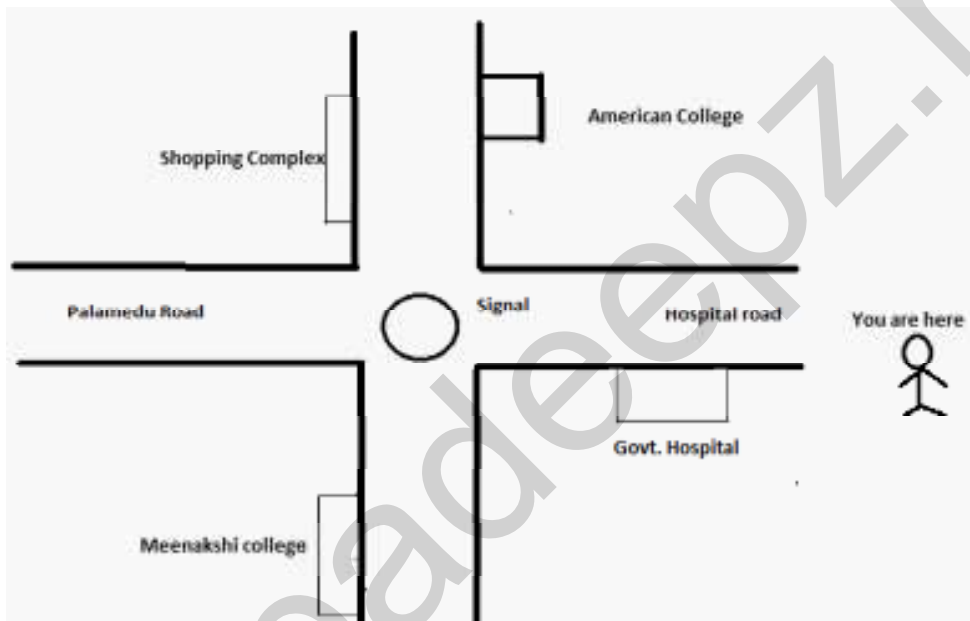 American College
Shopping Complex
Signal
Palamedu Road
Hospital road
You are here
Govt. Hospital
Meenakshi college